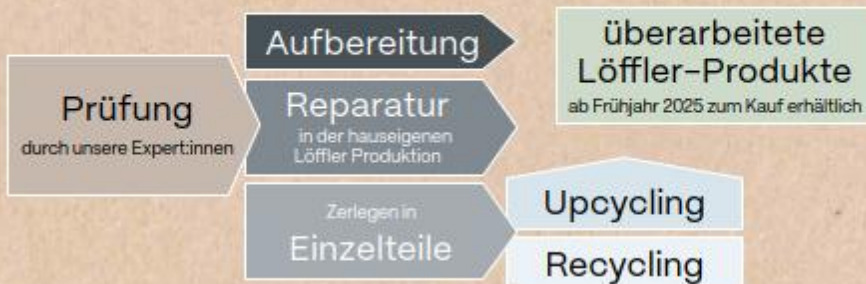 Prüfung
durch unsere Expert:innen
Aufbereitung
Reparatur
in der hauseigenen
Löffler Produktion
Zerlegen in
Einzelteile
überarbeitete
Löffler-Produkte
ab Frühjahr 2025 zum Kauf erhältlich
Upcycling
Recycling